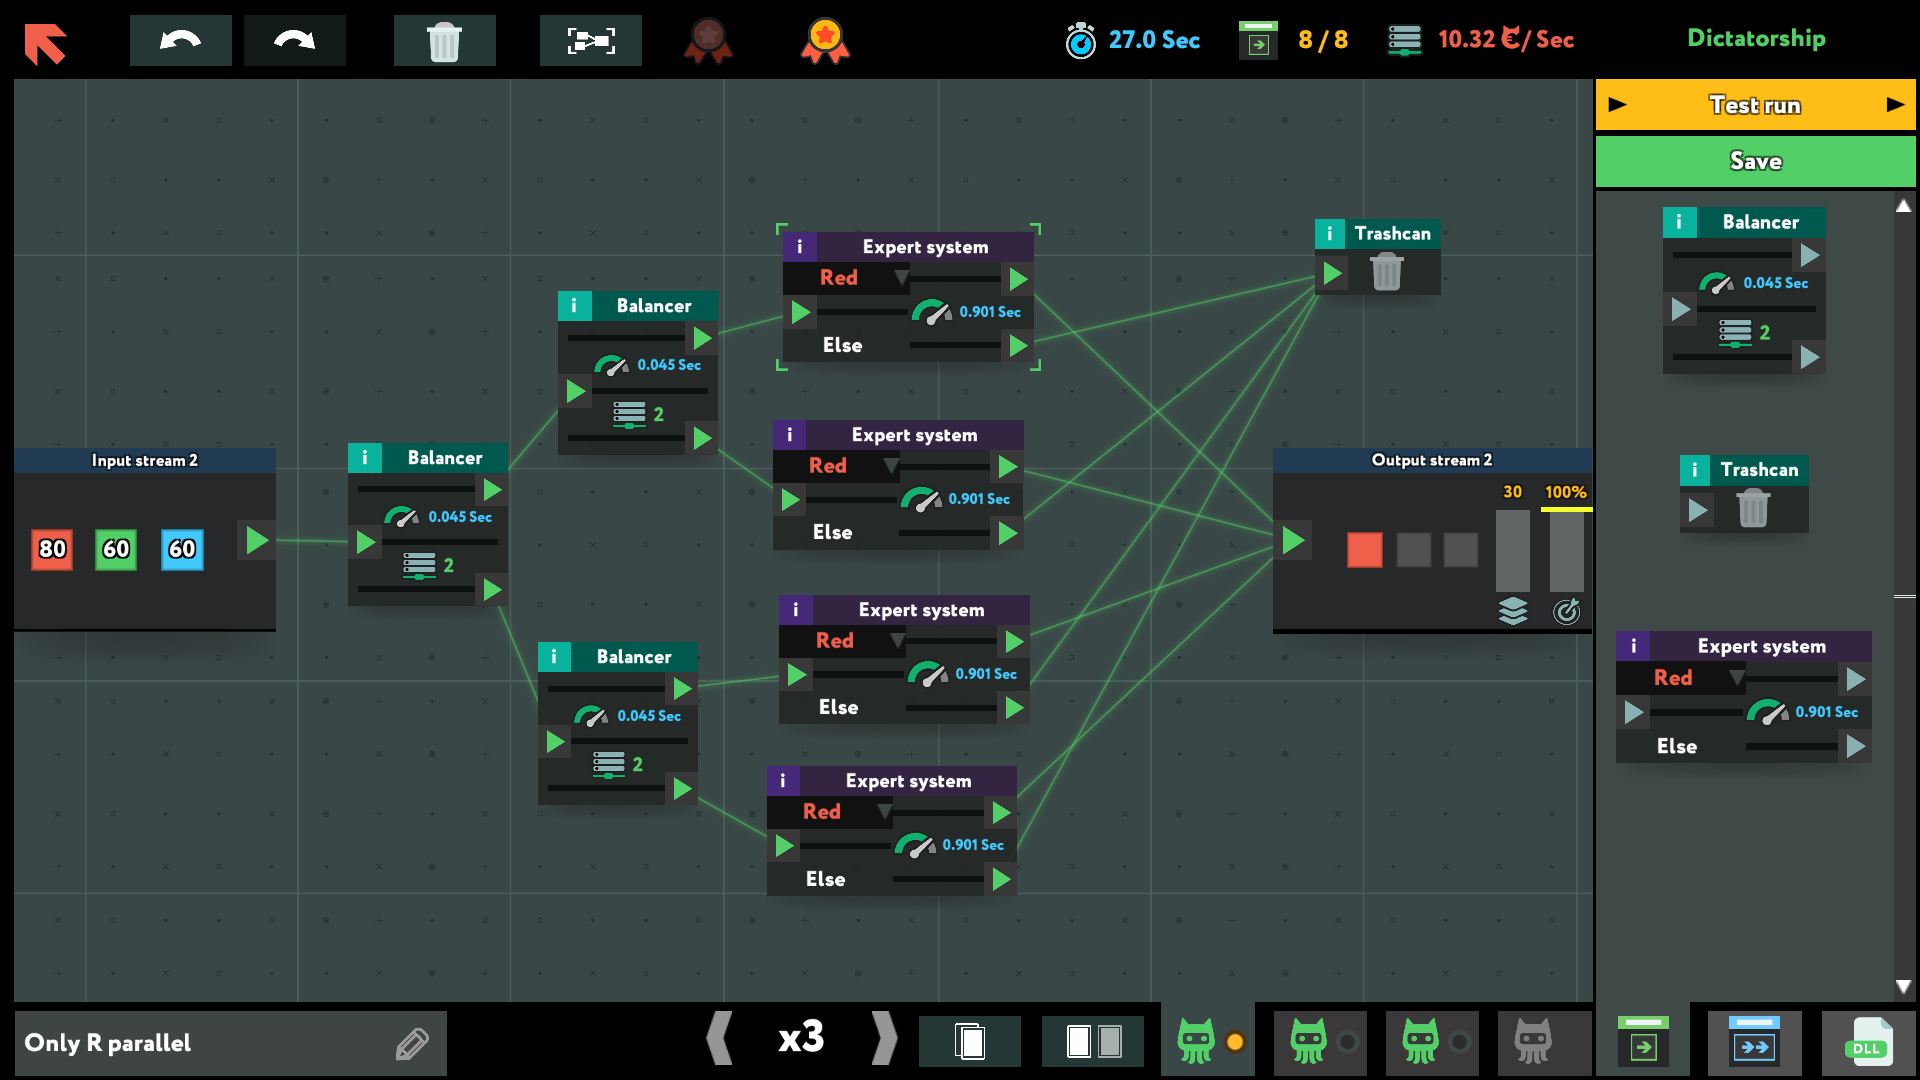 27.0 Sec
8 / 8
10.32 / Sec
Dictatorship
Test run
Save
i Balancer
0.045 Sec
2
i Trashcan
i Expert system
Red
0.901 Sec
Else
Input stream 2
80 60 60
i Balancer
0.045 Sec
2
i Balancer
0.045 Sec
2
i Balancer
0.045 Sec
2
i Expert system
Red
0.901 Sec
Else
i Expert system
Red
0.901 Sec
Else
i Expert system
Red
0.901 Sec
Else
i Expert system
Red
0.901 Sec
Else
i Trashcan
Output stream 2
30 100%
Only R parallel
x3
DLL